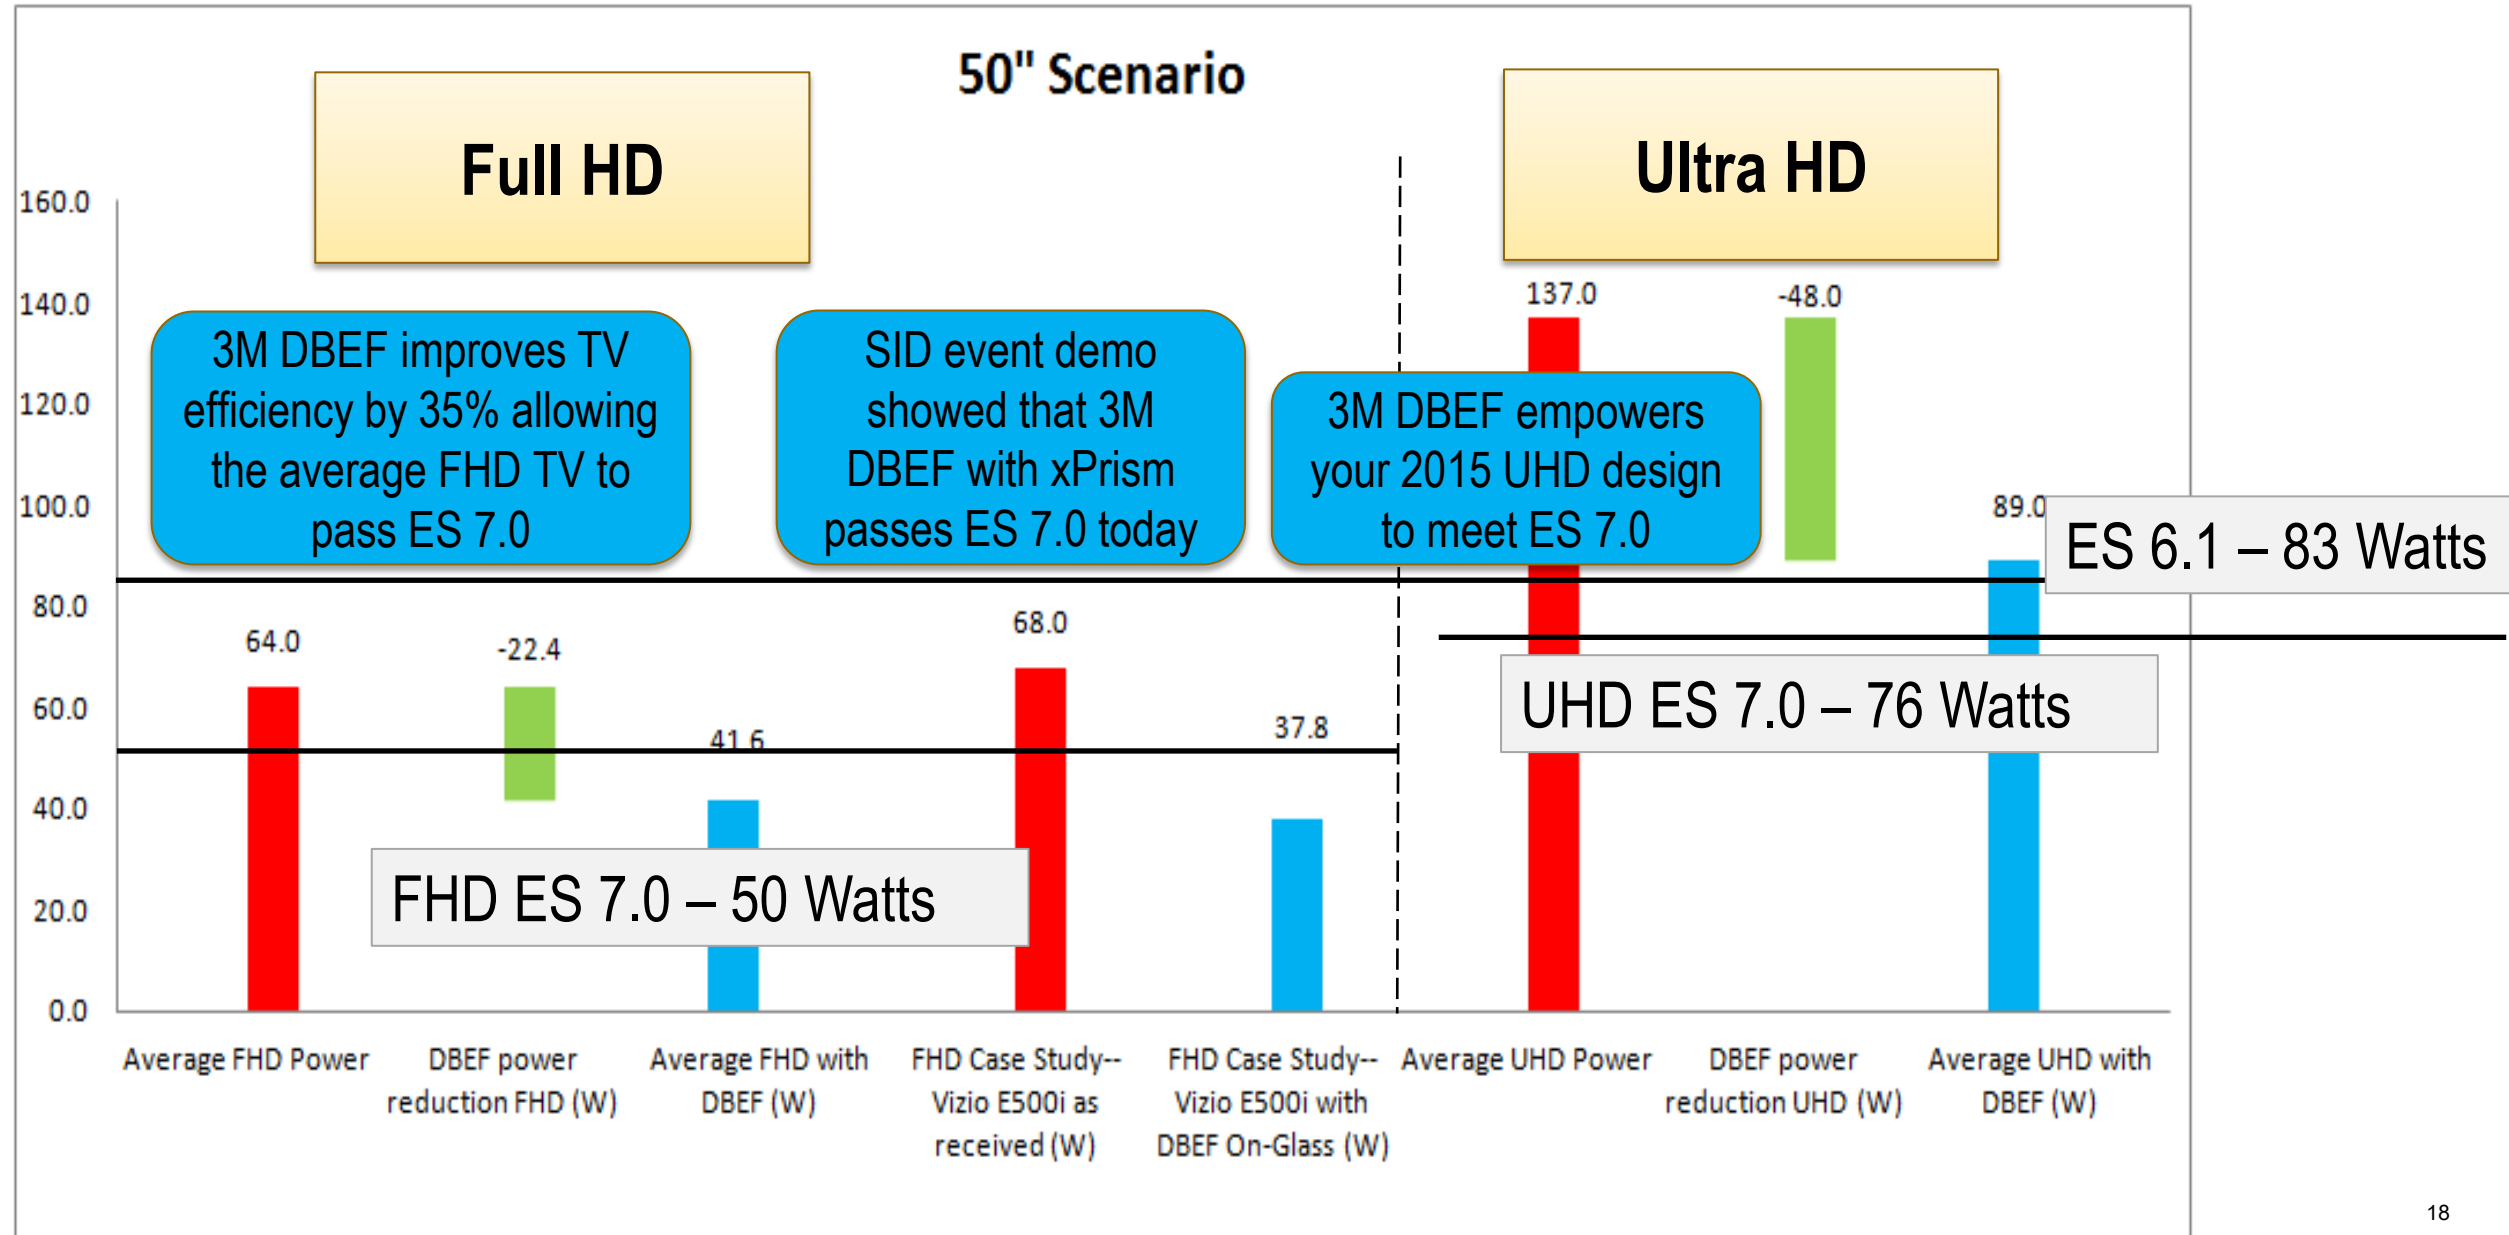 50" Scenario
Full HD
Ultra HD
160.0
140.0
120.0
100.0
80.0
60.0
40.0
20.0
0.0
3M DBEF improves TV
efficiency by 35% allowing
the average FHD TV to
pass ES 7.0
SID event demo
showed that 3M
DBEF with xPrism
passes ES 7.0 today
3M DBEF empowers
your 2015 UHD design
to meet ES 7.0
137.0
-48.0
89.0
ES 6.1 – 83 Watts
64.0
-22.4
41.6
68.0
37.8
UHD ES 7.0 – 76 Watts
FHD ES 7.0 – 50 Watts
Average FHD Power
DBEF power
reduction FHD (W)
Average FHD with
DBEF (W)
FHD Case Study--
Vizio E500i as
received (W)
FHD Case Study--
Vizio E500i with
DBEF On-Glass (W)
Average UHD Power
DBEF power
reduction UHD (W)
Average UHD with
DBEF (W)
18